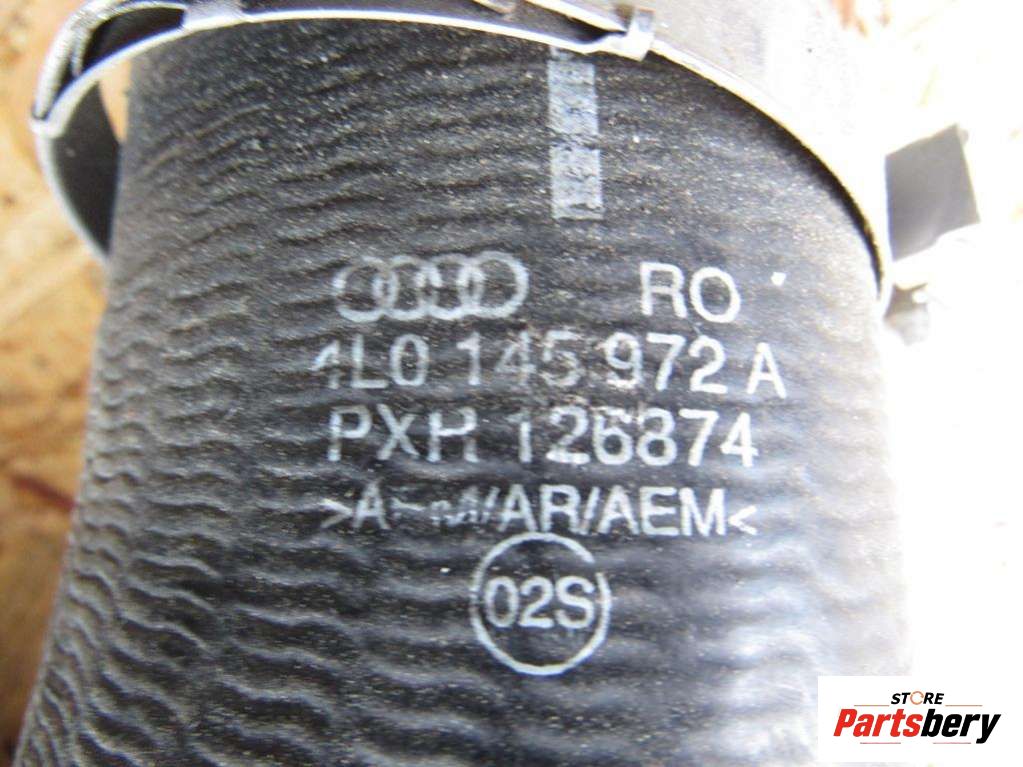 RO
4L0 145 972 A
PXR 126874
/AR/AEM<
02S
STORE
Partsbery